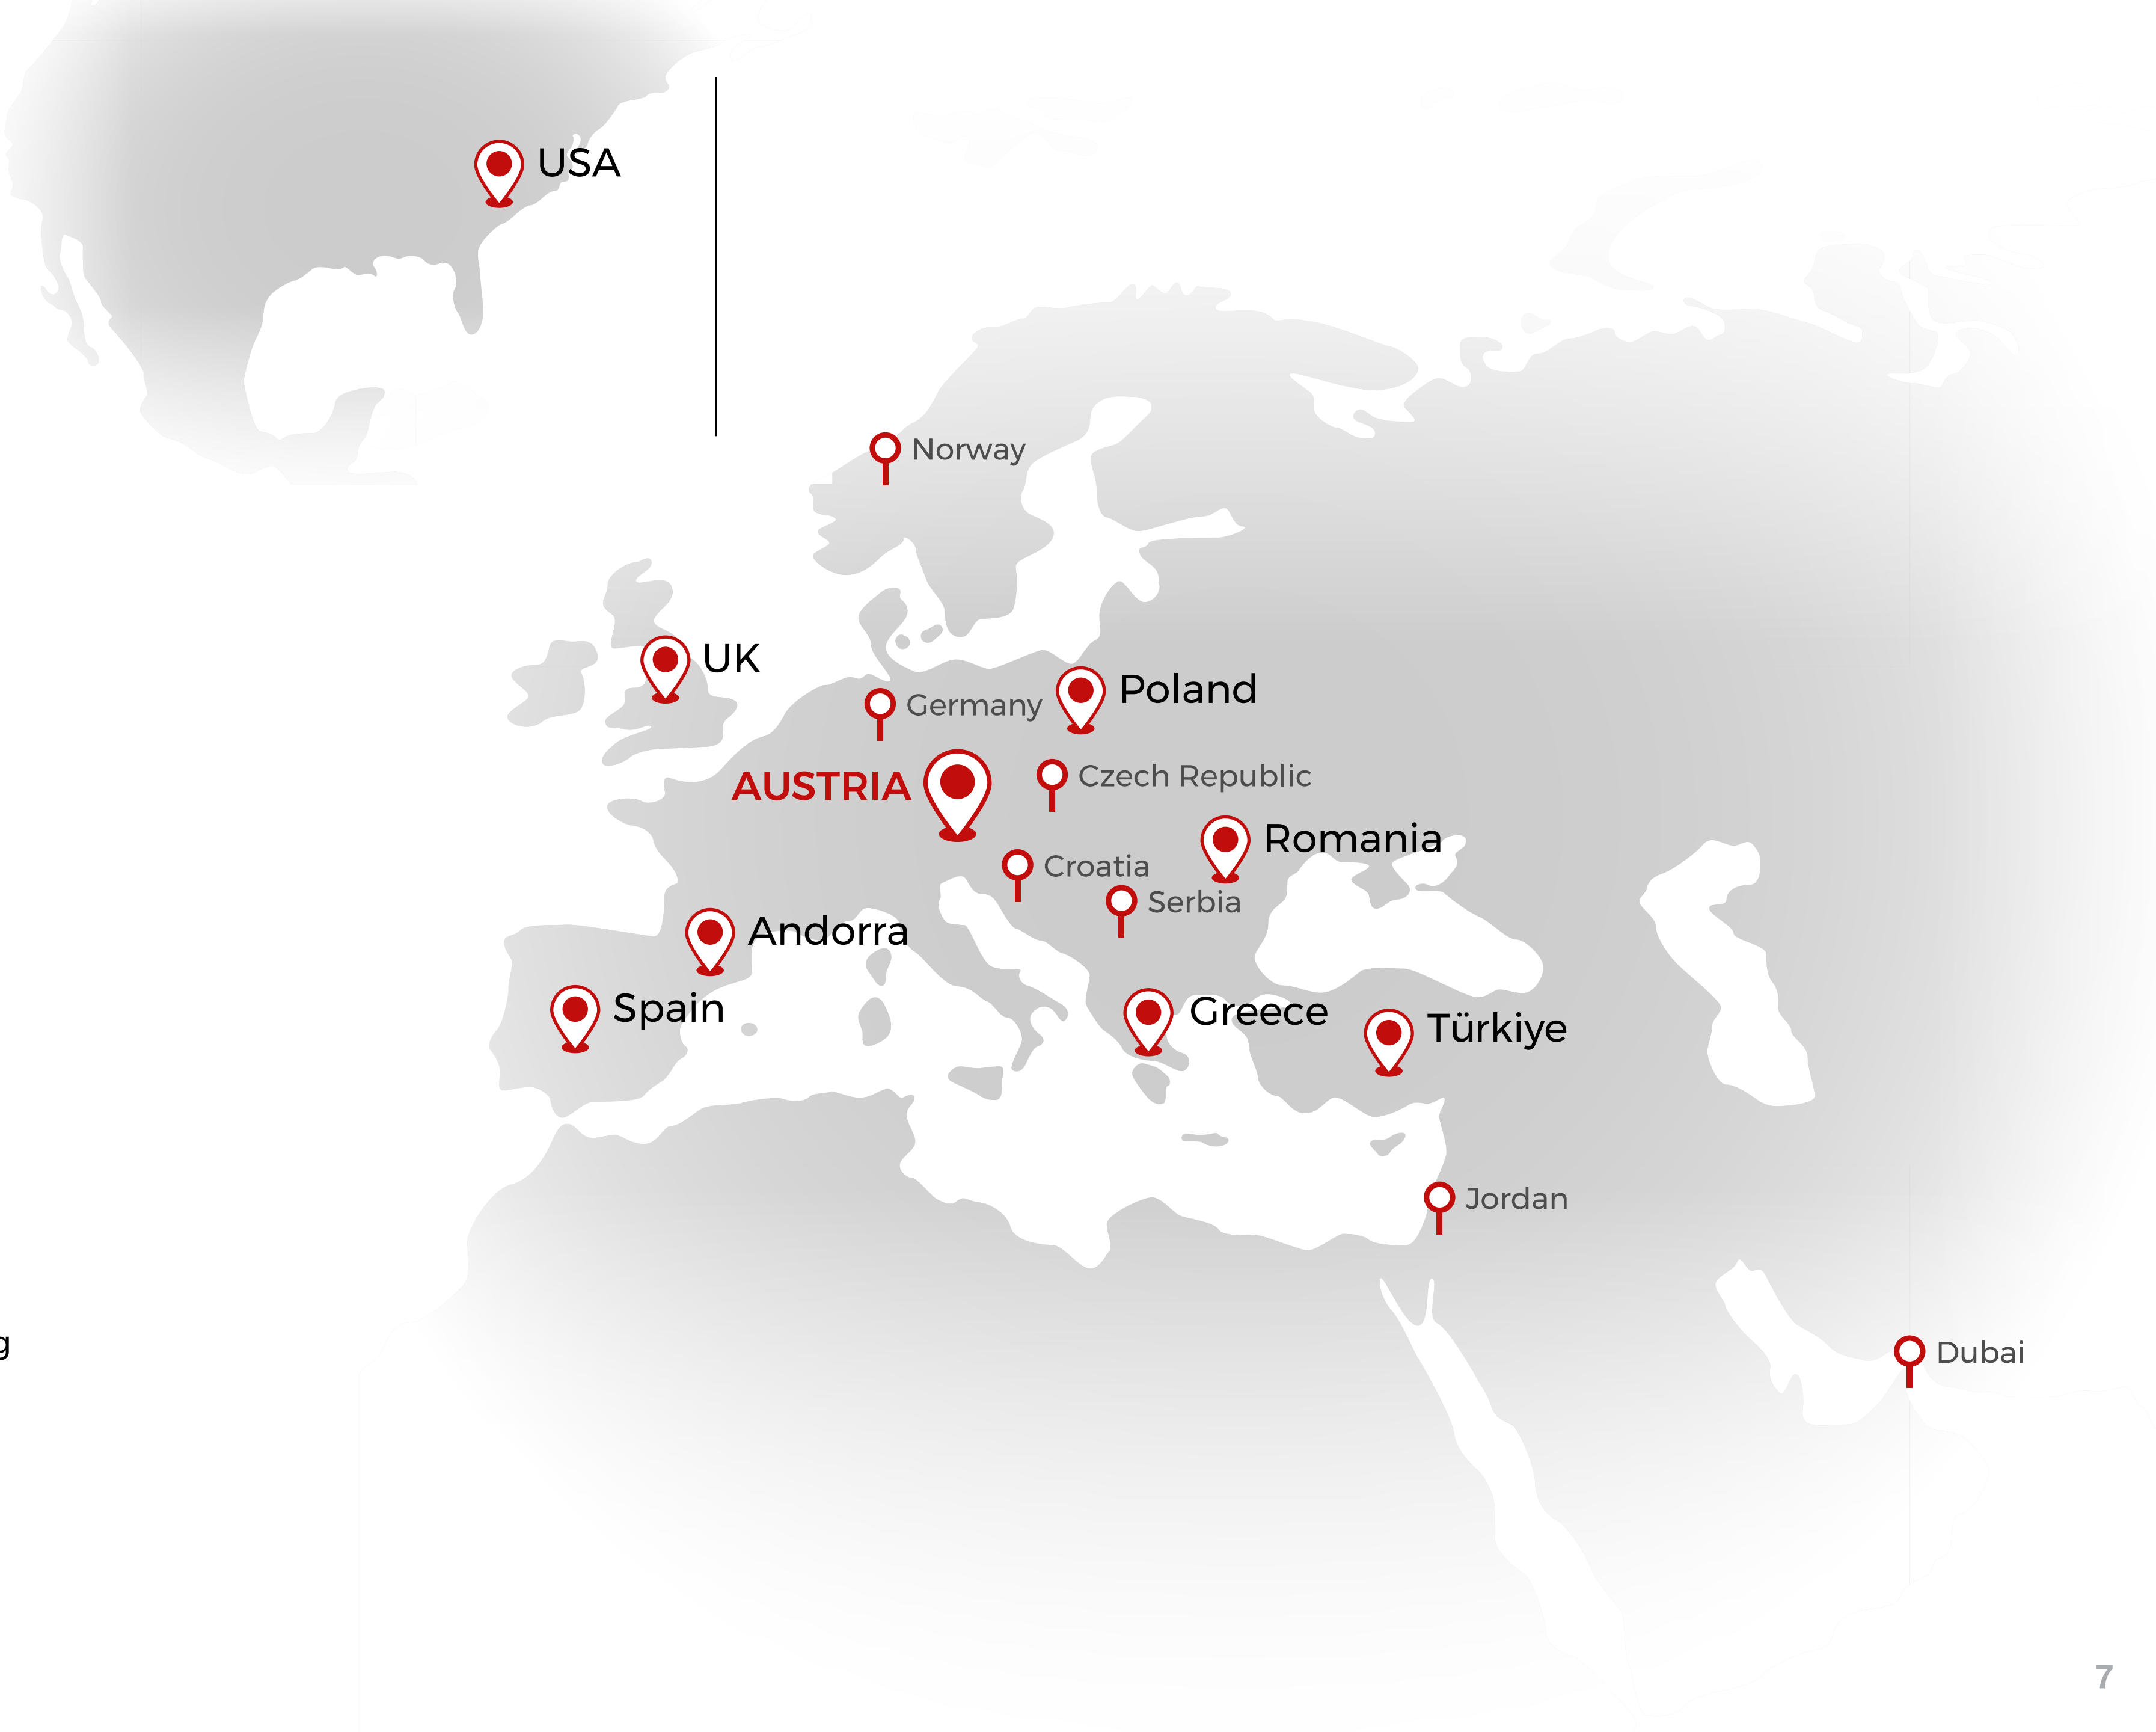 USA
Norway
UK
Poland
Germany
AUSTRIA
Czech Republic
Romania
Croatia
Serbia
Andorra
Spain
Greece
Türkiye
Jordan
g
Dubai
7